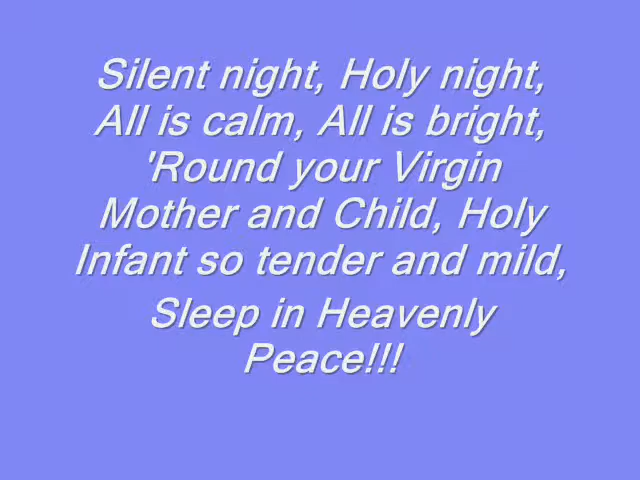 Silent night, Holy night,
All is calm, All is bright,
'Round your Virgin
Mother and Child, Holy
Infant so tender and mild,
Sleep in Heavenly
Peace!!!